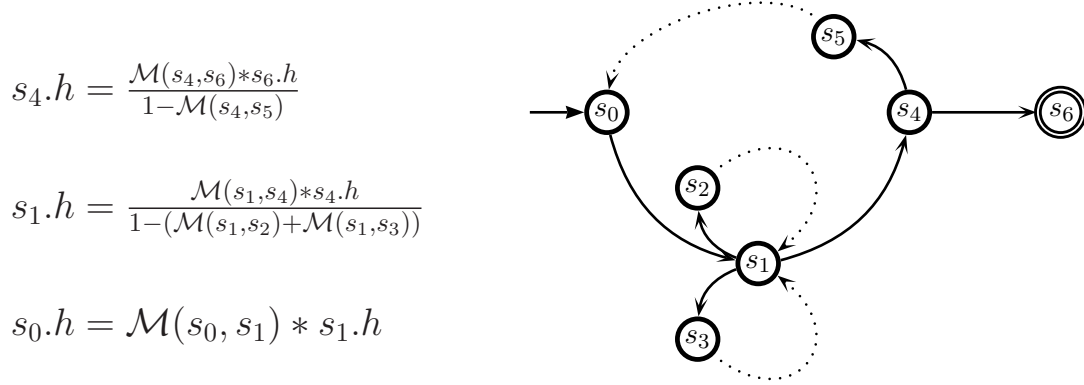 s₄.h = ℳ(s₄,s₆)∗s₆.h / 1−ℳ(s₄,s₅)
s₁.h = ℳ(s₁,s₄)∗s₄.h / 1−(ℳ(s₁,s₂)+ℳ(s₁,s₃))
s₀.h = ℳ(s₀, s₁) ∗ s₁.h
s₅
s₀
s₄
s₆
s₂
s₁
s₃